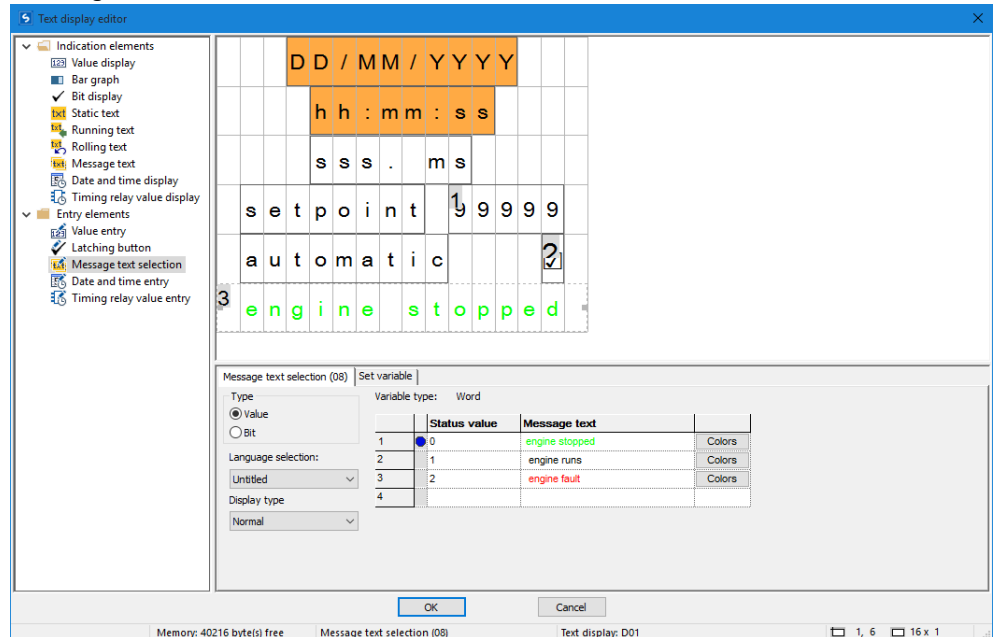 Text display editor
Indication elements
Value display
Bar graph
Bit display
Static text
Running text
Rolling text
Message text
Date and time display
Timing relay value display
Entry elements
Value entry
Latching button
Message text selection
Date and time entry
Timing relay value entry
DD/MM/YYYY
hh:mm:ss
sss. ms
setpoint 1 99999
automatic 2
3 engine stopped
Message text selection (08) Set variable
Type Variable type: Word
Value
Bit
Status value Message text
1 0 engine stopped Colors
2 1 engine runs Colors
3 2 engine fault Colors
4
Language selection:
Untitled
Display type
Normal
OK Cancel
Memory: 40216 byte(s) free Message text selection (08) Text display: D01 1, 6 16 x 1